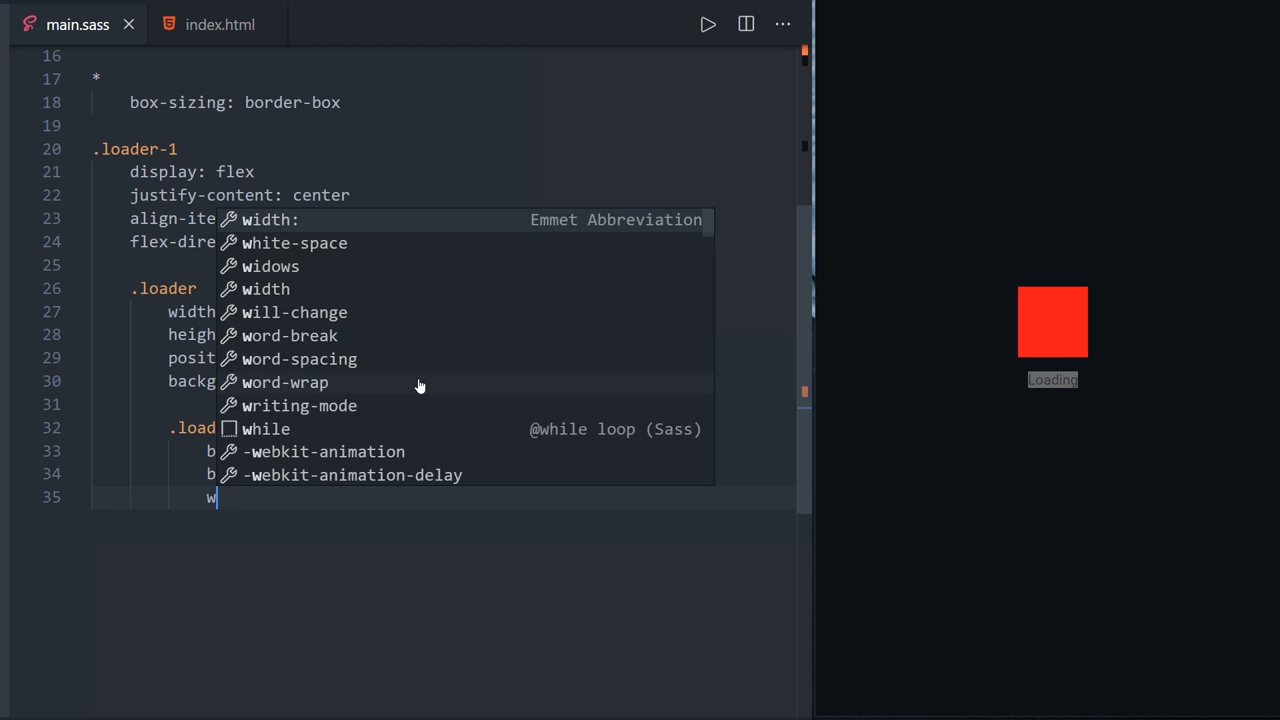 main.sass
index.html
16
17 *
18 box-sizing: border-box
19
20 .loader-1
21 display: flex
22 justify-content: center
23 align-ite
24 flex-dire
25
26 .loader
27 width
28 heigh
29 posit
30 backg
31
32 .load
33 b
34 b
35 w
width: Emmet Abbreviation
white-space
widows
width
will-change
word-break
word-spacing
word-wrap
writing-mode
while @while loop (Sass)
-webkit-animation
-webkit-animation-delay
Loading